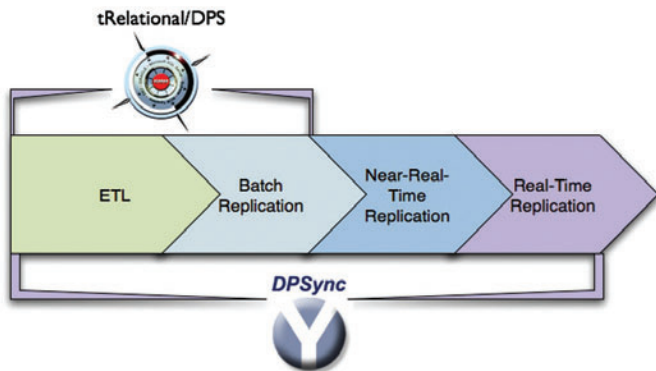 tRelational/DPS
ETL
Batch
Replication
Near-Real-
Time
Replication
Real-Time
Replication
DPSync
Y